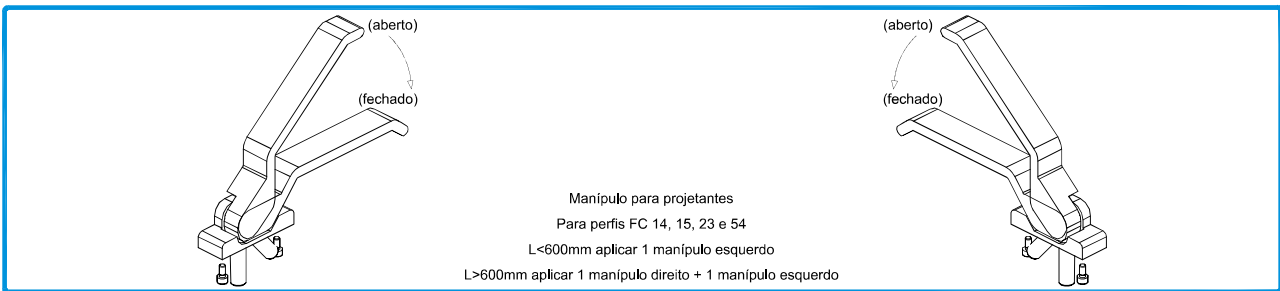 (aberto)
(aberto)
(fechado)
(fechado)
Manípulo para projetantes
Para perfis FC 14, 15, 23 e 54
L<600mm aplicar 1 manípulo esquerdo
L>600mm aplicar 1 manípulo direito + 1 manípulo esquerdo